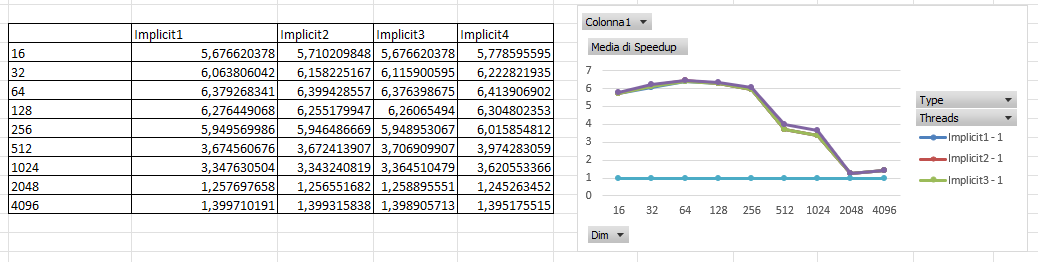 Implicit1 Implicit2 Implicit3 Implicit4
16 5,676620378 5,710209848 5,676620378 5,778595595
32 6,063806042 6,158225167 6,115900595 6,222821935
64 6,379268341 6,399428557 6,376398675 6,413906902
128 6,276449068 6,255179947 6,26065494 6,304802353
256 5,949569986 5,946486669 5,948953067 6,015854812
512 3,674560676 3,672413907 3,706909907 3,974283059
1024 3,347630504 3,343240819 3,364510479 3,620553366
2048 1,257697658 1,256551682 1,258895551 1,245263452
4096 1,399710191 1,399315838 1,398905713 1,395175515
Colonna1
Media di Speedup
7
6
5
4
3
2
1
0
16 32 64 128 256 512 1024 2048 4096
Dim
Type
Threads
Implicit1 - 1
Implicit2 - 1
Implicit3 - 1